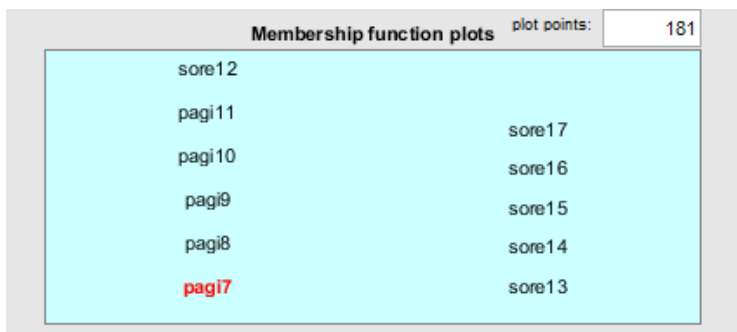 Membership function plots plot points: 181
sore12
pagi11
sore17
pagi10
sore16
pagi9
sore15
pagi8
sore14
pagi7
sore13